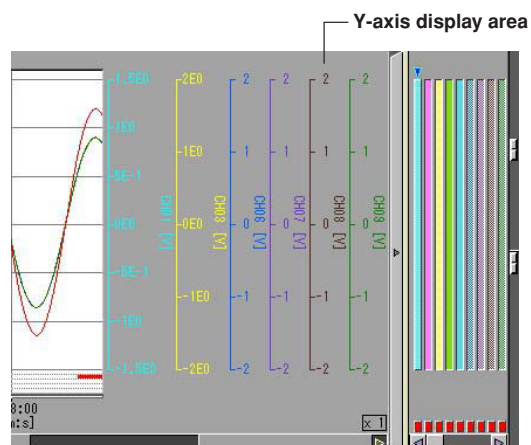 Y-axis display area
1.5E0
1E0
5E-1
0E0
-5E-1
-1E0
-1.5E0
CH01 [V]
2E0
1E0
0E0
-1E0
-2E0
CH03 [V]
2
1
0
-1
-2
CH06 [V]
2
1
0
-1
-2
CH07 [V]
2
1
0
-1
-2
CH08 [V]
2
1
0
-1
-2
CH09 [V]
8:00
m:s]
x 1